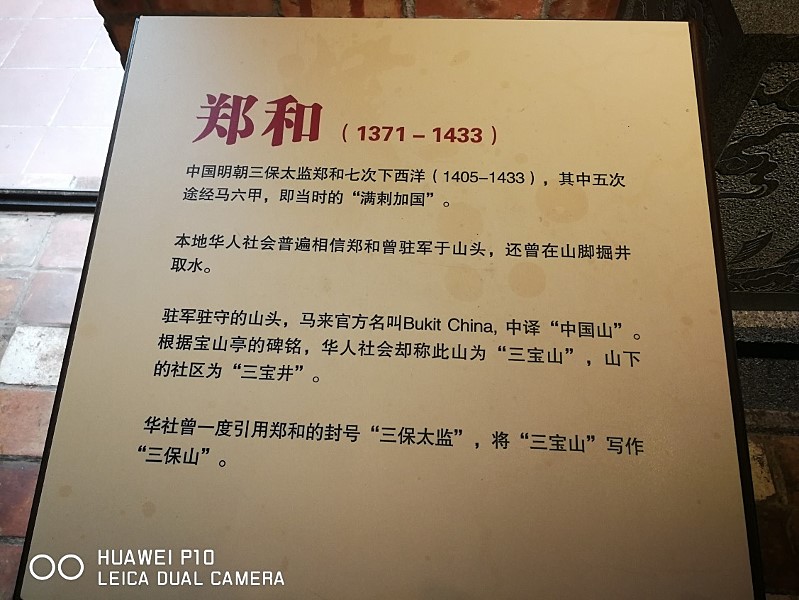 郑和（1371－1433）
中国明朝三保太监郑和七次下西洋（1405–1433），其中五次
途经马六甲，即当时的“满剌加国”。
本地华人社会普遍相信郑和曾驻军于山头，还曾在山脚掘井
取水。
驻军驻守的山头，马来官方名叫Bukit China, 中译“中国山”。
根据宝山亭的碑铭，华人社会却称此山为“三宝山”，山下
的社区为“三宝井”。
华社曾一度引用郑和的封号“三保太监”，将“三宝山”写作
“三保山”。
HUAWEI P10
LEICA DUAL CAMERA